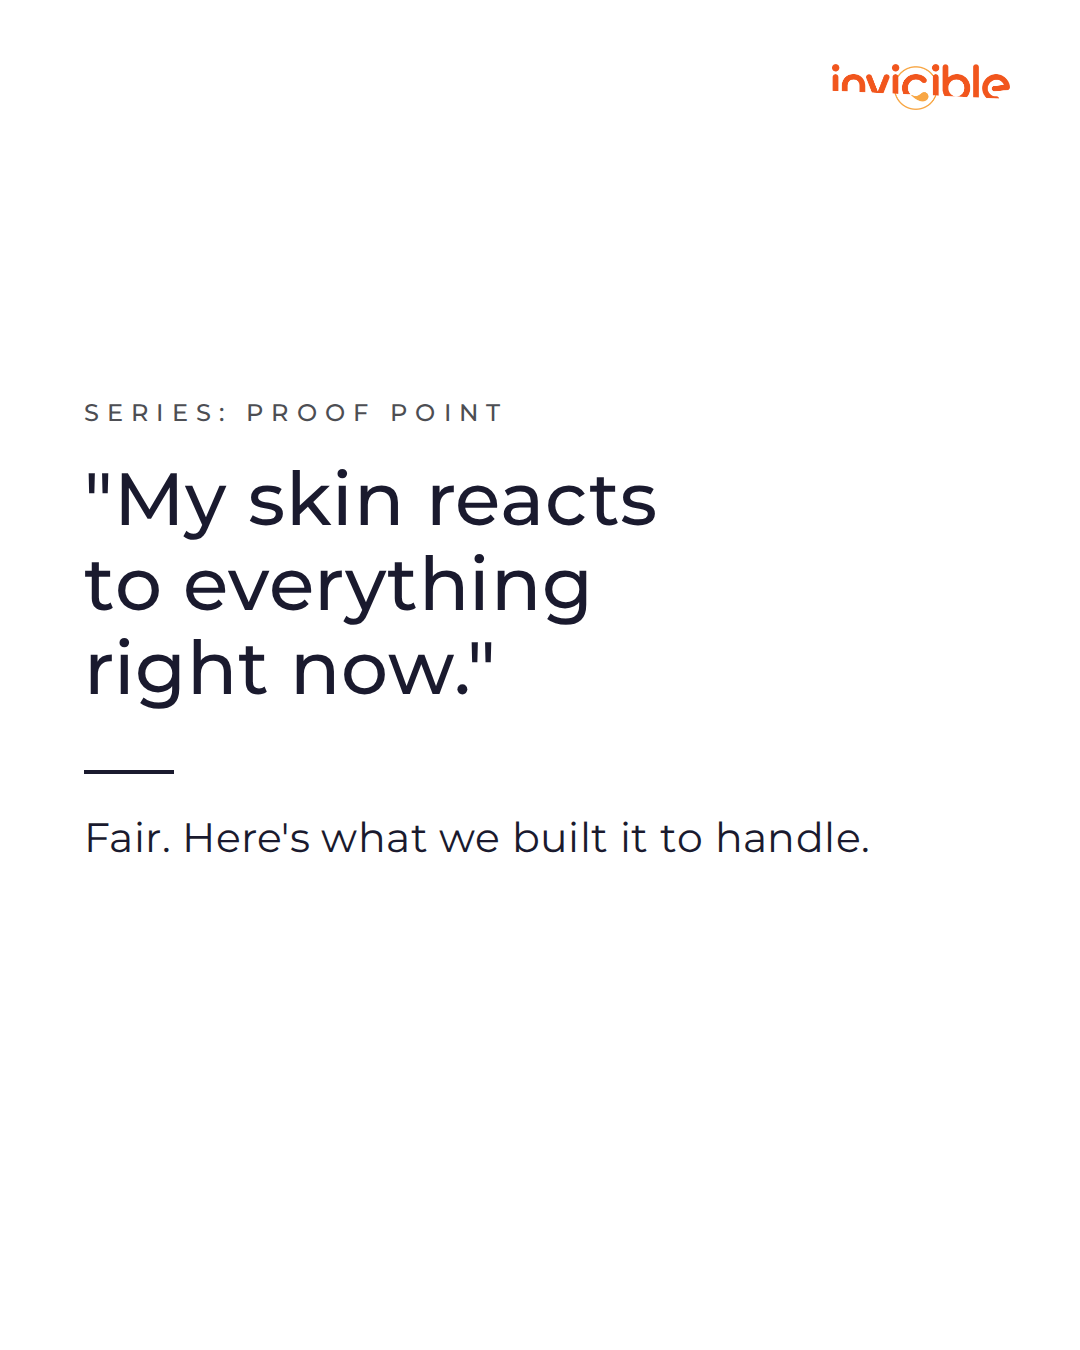 invicible
SERIES: PROOF POINT
"My skin reacts
to everything
right now."
Fair. Here's what we built it to handle.